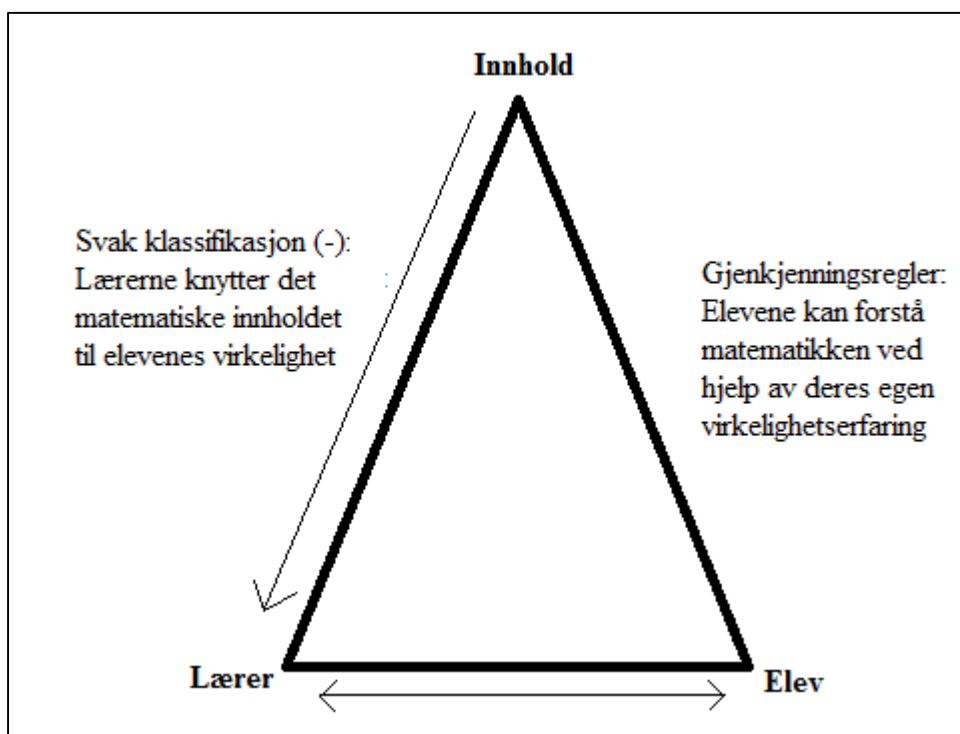 Innhold
Svak klassifikasjon (-):
Lærerne knytter det
matematiske innholdet
til elevenes virkelighet
:
Gjenkjenningsregler:
Elevene kan forstå
matematikken ved
hjelp av deres egen
virkelighetserfaring
Lærer
Elev